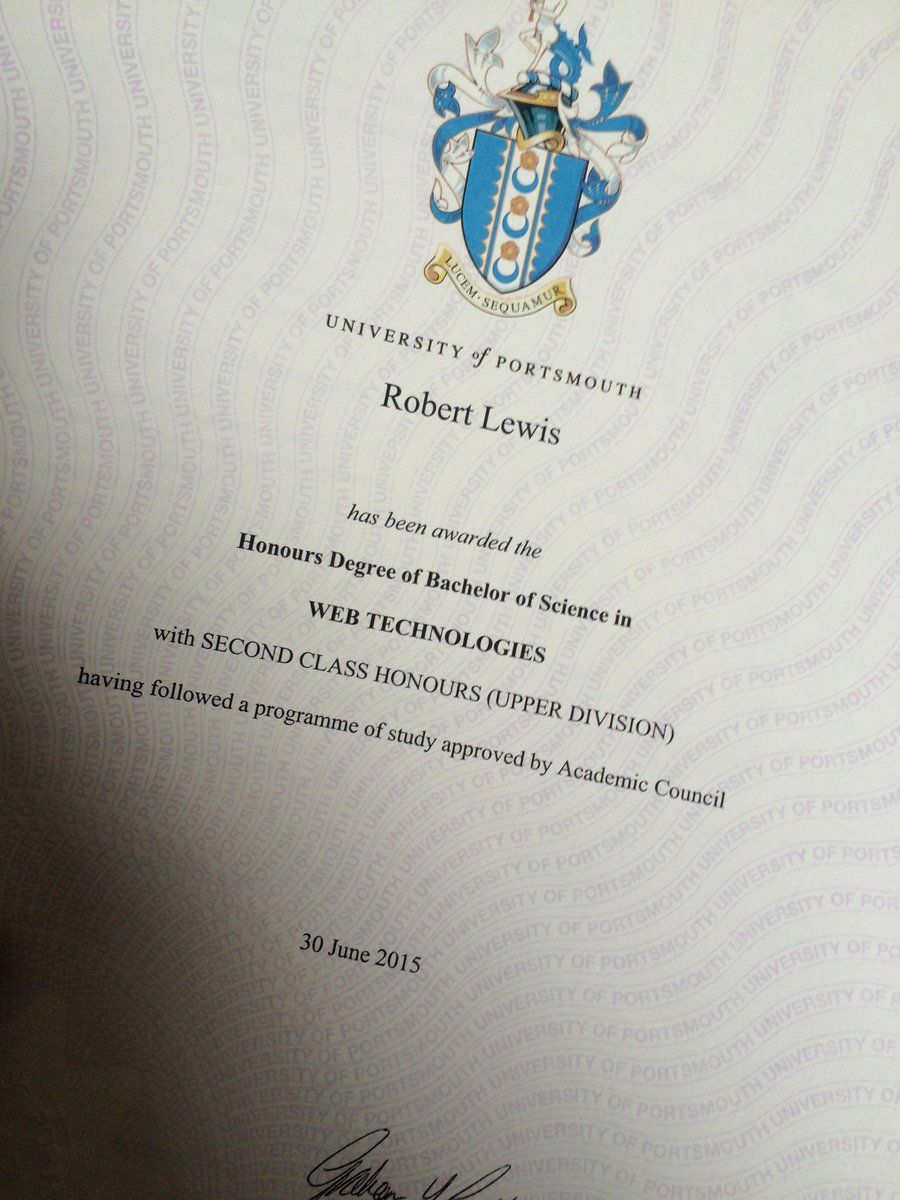 LUCEM · SEQUAMUR
UNIVERSITY of PORTSMOUTH
Robert Lewis
has been awarded the
Honours Degree of Bachelor of Science in
WEB TECHNOLOGIES
with SECOND CLASS HONOURS (UPPER DIVISION)
having followed a programme of study approved by Academic Council
30 June 2015
Graham